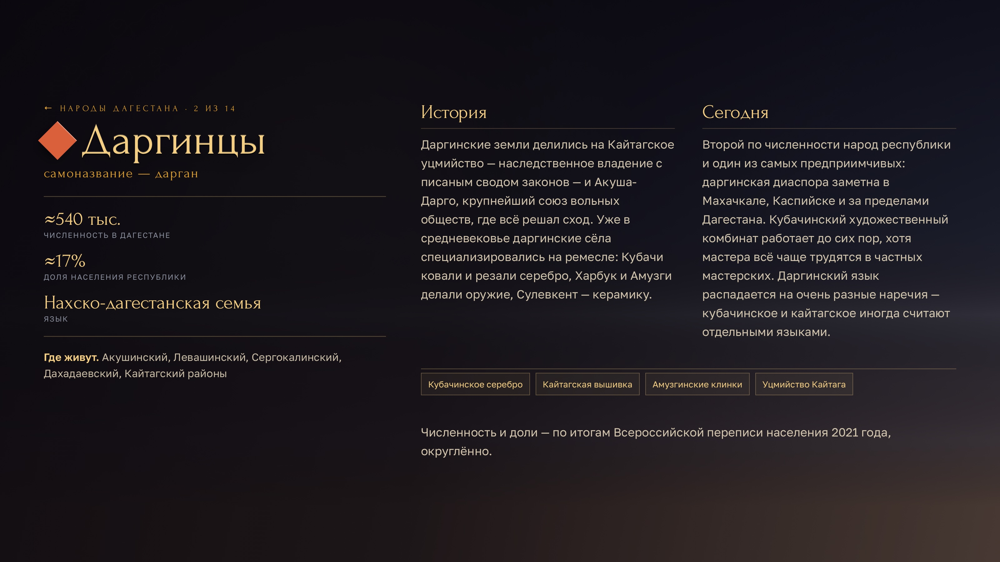 ← НАРОДЫ ДАГЕСТАНА · 2 ИЗ 14
Даргинцы
самоназвание — дарган
≈540 тыс.
ЧИСЛЕННОСТЬ В ДАГЕСТАНЕ
≈17%
ДОЛЯ НАСЕЛЕНИЯ РЕСПУБЛИКИ
Нахско-дагестанская семья
ЯЗЫК
Где живут. Акушинский, Левашинский, Сергокалинский,
Дахадаевский, Кайтагский районы
История
Даргинские земли делились на Кайтагское
уцмийство — наследственное владение с
писаным сводом законов — и Акуша-
Дарго, крупнейший союз вольных
обществ, где всё решал сход. Уже в
средневековье даргинские сёла
специализировались на ремесле: Кубачи
ковали и резали серебро, Харбук и Амузги
делали оружие, Сулевкент — керамику.
Сегодня
Второй по численности народ республики
и один из самых предприимчивых:
даргинская диаспора заметна в
Махачкале, Каспийске и за пределами
Дагестана. Кубачинский художественный
комбинат работает до сих пор, хотя
мастера всё чаще трудятся в частных
мастерских. Даргинский язык
распадается на очень разные наречия —
кубачинское и кайтагское иногда считают
отдельными языками.
Кубачинское серебро
Кайтагская вышивка
Амузгинские клинки
Уцмийство Кайтага
Численность и доли — по итогам Всероссийской переписи населения 2021 года,
округлённо.